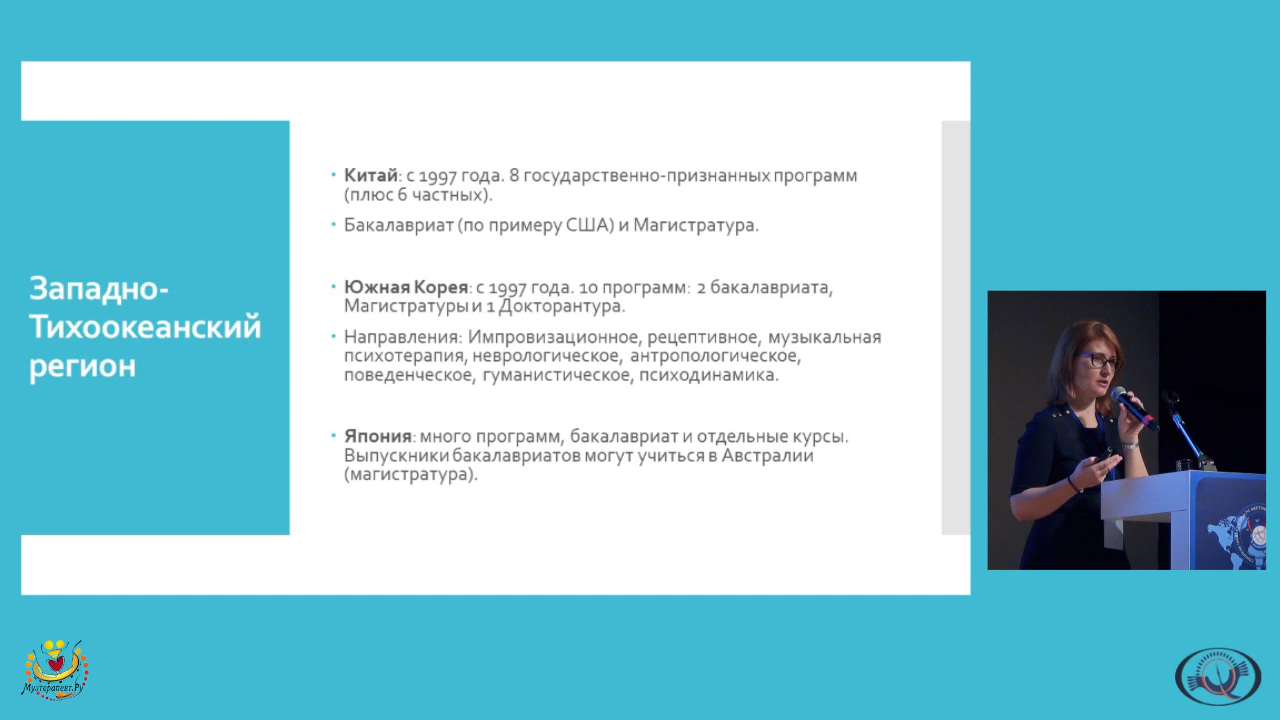 Западно-
Тихоокеанский
регион
• Китай: с 1997 года. 8 государственно-признанных программ
(плюс 6 частных).
• Бакалавриат (по примеру США) и Магистратура.
• Южная Корея: с 1997 года. 10 программ: 2 бакалавриата,
Магистратуры и 1 Докторантура.
• Направления: Импровизационное, рецептивное, музыкальная
психотерапия, неврологическое, антропологическое,
поведенческое, гуманистическое, психодинамика.
• Япония: много программ, бакалавриат и отдельные курсы.
Выпускники бакалавриатов могут учиться в Австралии
(магистратура).
Музтерапевт.Ру